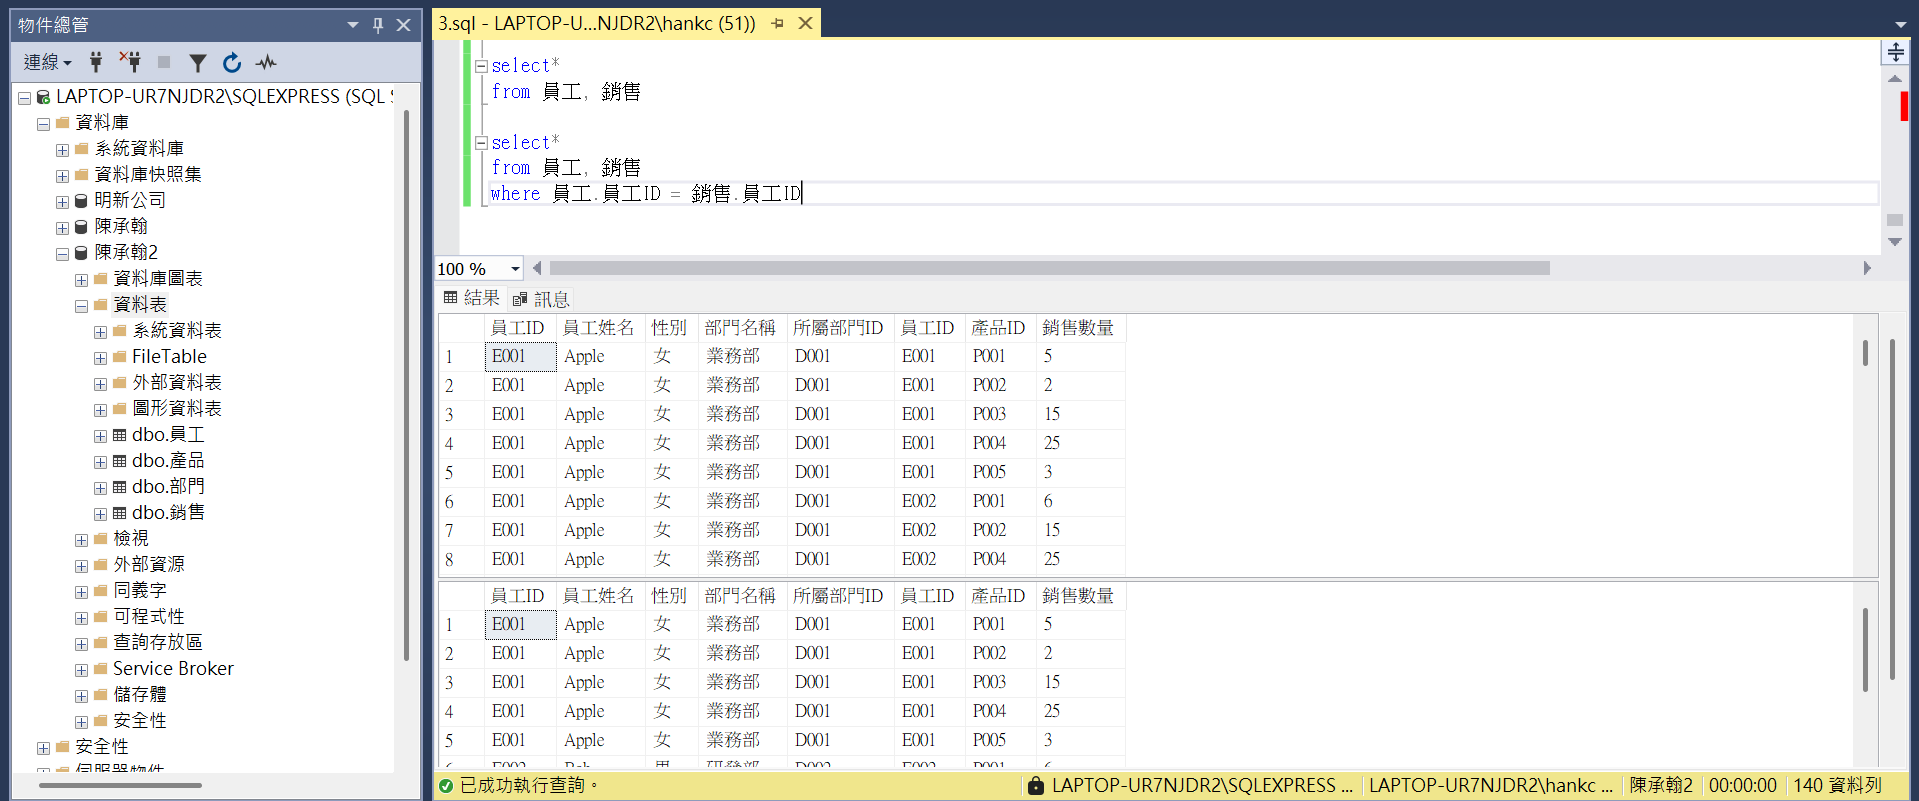 物件總管
連線
LAPTOP-UR7NJDR2\SQLEXPRESS (SQL
資料庫
系統資料庫
資料庫快照集
明新公司
陳承翰
陳承翰2
資料庫圖表
資料表
系統資料表
FileTable
外部資料表
圖形資料表
dbo.員工
dbo.產品
dbo.部門
dbo.銷售
檢視
外部資源
同義字
可程式性
查詢存放區
Service Broker
儲存體
安全性
安全性
伺服器物件
3.sql - LAPTOP-U...NJDR2\hankc (51))
select*
from 員工, 銷售
select*
from 員工, 銷售
where 員工.員工ID = 銷售.員工ID
100 %
結果 訊息
員工ID 員工姓名 性別 部門名稱 所屬部門ID 員工ID 產品ID 銷售數量
1 E001 Apple 女 業務部 D001 E001 P001 5
2 E001 Apple 女 業務部 D001 E001 P002 2
3 E001 Apple 女 業務部 D001 E001 P003 15
4 E001 Apple 女 業務部 D001 E001 P004 25
5 E001 Apple 女 業務部 D001 E001 P005 3
6 E001 Apple 女 業務部 D001 E002 P001 6
7 E001 Apple 女 業務部 D001 E002 P002 15
8 E001 Apple 女 業務部 D001 E002 P004 25
員工ID 員工姓名 性別 部門名稱 所屬部門ID 員工ID 產品ID 銷售數量
1 E001 Apple 女 業務部 D001 E001 P001 5
2 E001 Apple 女 業務部 D001 E001 P002 2
3 E001 Apple 女 業務部 D001 E001 P003 15
4 E001 Apple 女 業務部 D001 E001 P004 25
5 E001 Apple 女 業務部 D001 E001 P005 3
已成功執行查詢。 LAPTOP-UR7NJDR2\SQLEXPRESS ... LAPTOP-UR7NJDR2\hankc ... 陳承翰2 00:00:00 140 資料列